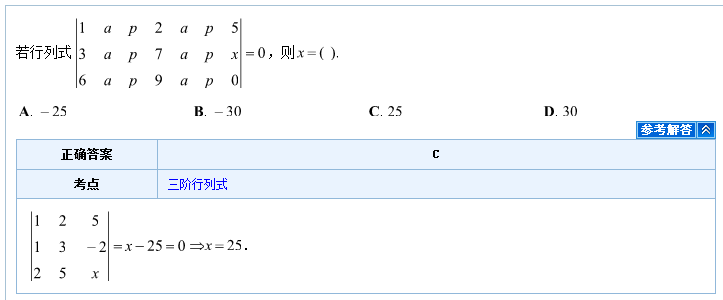 若行列式
|1 a p 2 a p 5|
|3 a p 7 a p x| = 0，则 x = ( ).
|6 a p 9 a p 0|
A. －25 B. －30 C. 25 D. 30
参考解答
正确答案 C
考点 三阶行列式
|1 2 5|
|1 3 －2| = x－25 = 0 ⇒ x = 25.
|2 5 x|